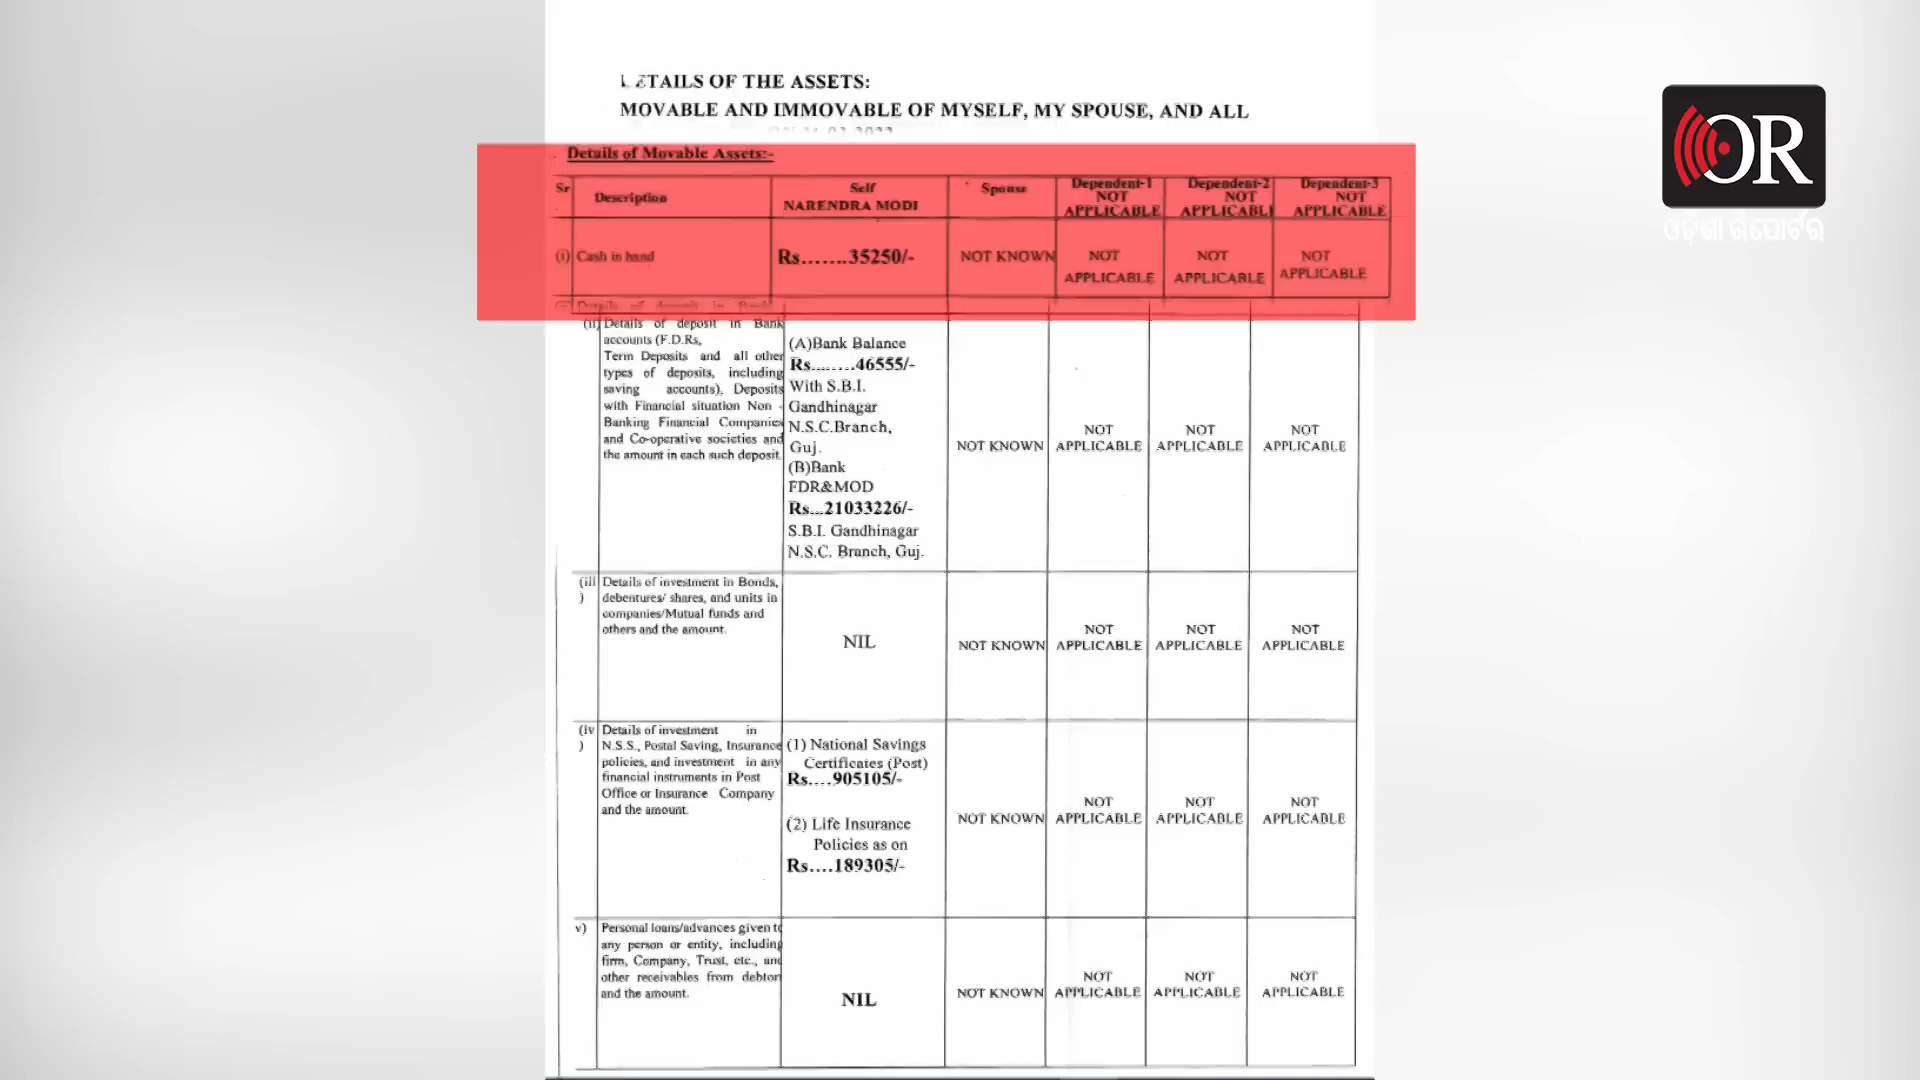 DETAILS OF THE ASSETS:
MOVABLE AND IMMOVABLE OF MYSELF, MY SPOUSE, AND ALL
Details of Movable Assets:-
Sr Description Self NARENDRA MODI Spouse Dependent-1 NOT APPLICABLE Dependent-2 NOT APPLICABL Dependent-3 NOT APPLICABLE
(i) Cash in hand Rs.......35250/- NOT KNOWN NOT APPLICABLE NOT APPLICABLE NOT APPLICABLE
Details of deposit in Bank
(ii) Details of deposit in Bank
accounts (F.D.Rs,
Term Deposits and all other
types of deposits, including
saving accounts), Deposits
with Financial situation Non -
Banking Financial Companies
and Co-operative societies and
the amount in each such deposit.
(A)Bank Balance
Rs........46555/-
With S.B.I.
Gandhinagar
N.S.C.Branch,
Guj.
(B)Bank
FDR&MOD
Rs...21033226/-
S.B.I. Gandhinagar
N.S.C. Branch, Guj.
NOT KNOWN
NOT APPLICABLE
NOT APPLICABLE
NOT APPLICABLE
(iii) Details of investment in Bonds,
debentures/ shares, and units in
companies/Mutual funds and
others and the amount.
NIL
NOT KNOWN
NOT APPLICABLE
NOT APPLICABLE
NOT APPLICABLE
(iv) Details of investment in
N.S.S., Postal Saving, Insurance
policies, and investment in any
financial instruments in Post
Office or Insurance Company
and the amount.
(1) National Savings
Certificates (Post)
Rs....905105/-
(2) Life Insurance
Policies as on
Rs....189305/-
NOT KNOWN
NOT APPLICABLE
NOT APPLICABLE
NOT APPLICABLE
v) Personal loans/advances given to
any person or entity, including
firm, Company, Trust, etc., and
other receivables from debtors
and the amount.
NIL
NOT KNOWN
NOT APPLICABLE
NOT APPLICABLE
NOT APPLICABLE
OR
ଓଡ଼ିଶା ରିପୋର୍ଟର